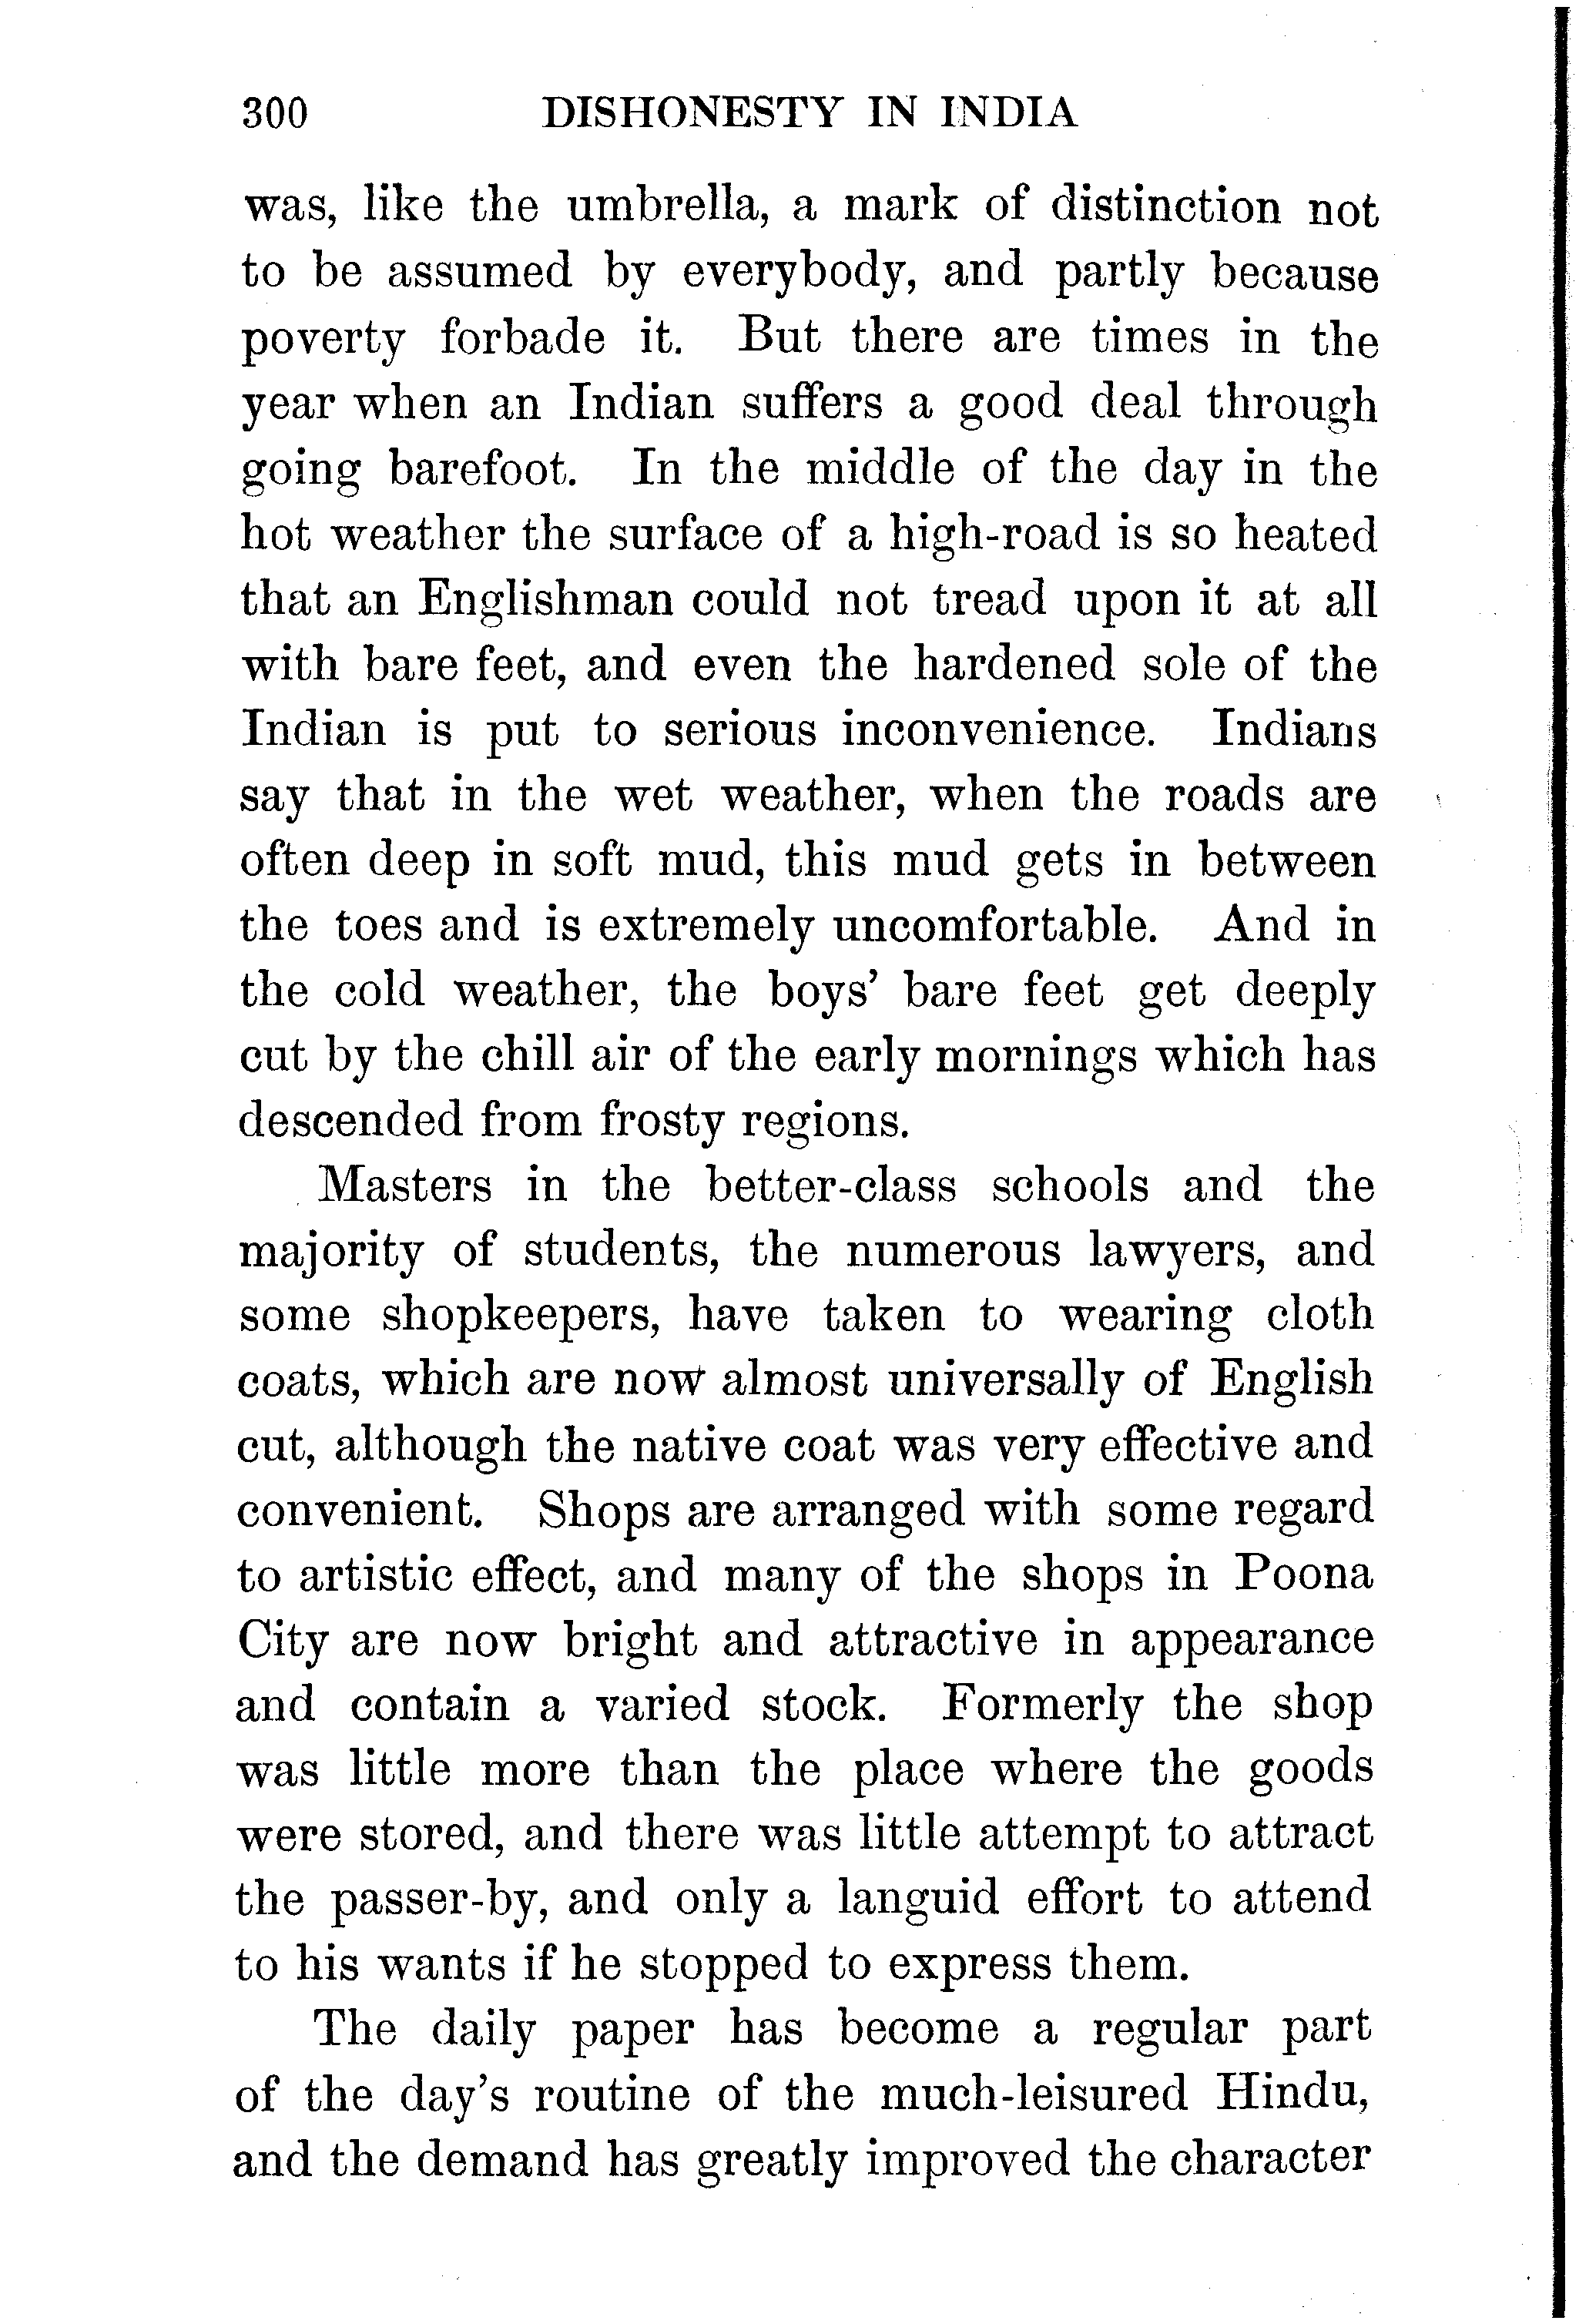 300 DISHONESTY IN INDIA
was, like the umbrella, a mark of distinction not
to be assumed by everybody, and partly because
poverty forbade it. But there are times in the
year when an Indian suffers a good deal through
going barefoot. In the middle of the day in the
hot weather the surface of a high-road is so heated
that an Englishman could not tread upon it at all
with bare feet, and even the hardened sole of the
Indian is put to serious inconvenience. Indians
say that in the wet weather, when the roads are
often deep in soft mud, this mud gets in between
the toes and is extremely uncomfortable. And in
the cold weather, the boys' bare feet get deeply
cut by the chill air of the early mornings which has
descended from frosty regions.
Masters in the better-class schools and the
majority of students, the numerous lawyers, and
some shopkeepers, have taken to wearing cloth
coats, which are now almost universally of English
cut, although the native coat was very effective and
convenient. Shops are arranged with some regard
to artistic effect, and many of the shops in Poona
City are now bright and attractive in appearance
and contain a varied stock. Formerly the shop
was little more than the place where the goods
were stored, and there was little attempt to attract
the passer-by, and only a languid effort to attend
to his wants if he stopped to express them.
The daily paper has become a regular part
of the day's routine of the much-leisured Hindu,
and the demand has greatly improved the character